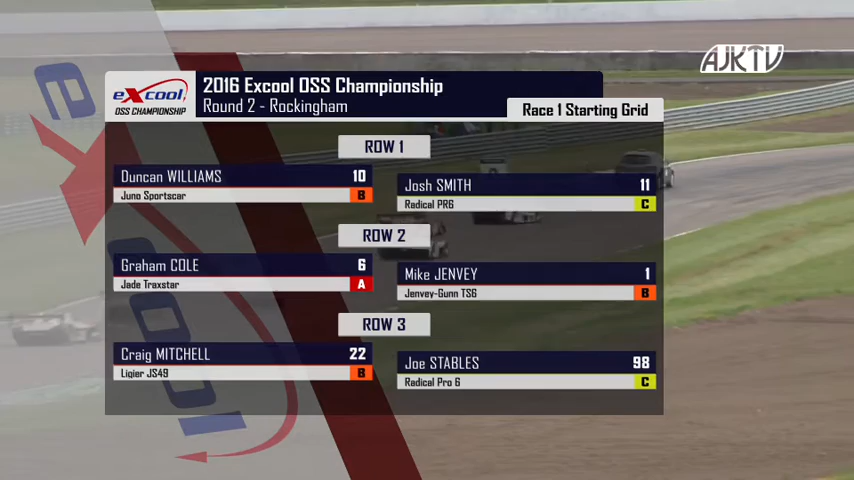 AJKTV
eXcool
OSS CHAMPIONSHIP
2016 Excool OSS Championship
Round 2 - Rockingham
Race 1 Starting Grid
ROW 1
Duncan WILLIAMS 10
Juno Sportscar B
Josh SMITH 11
Radical PR6 C
ROW 2
Graham COLE 6
Jade Traxstar A
Mike JENVEY 1
Jenvey-Gunn TS6 B
ROW 3
Craig MITCHELL 22
Ligier JS49 B
Joe STABLES 98
Radical Pro 6 C